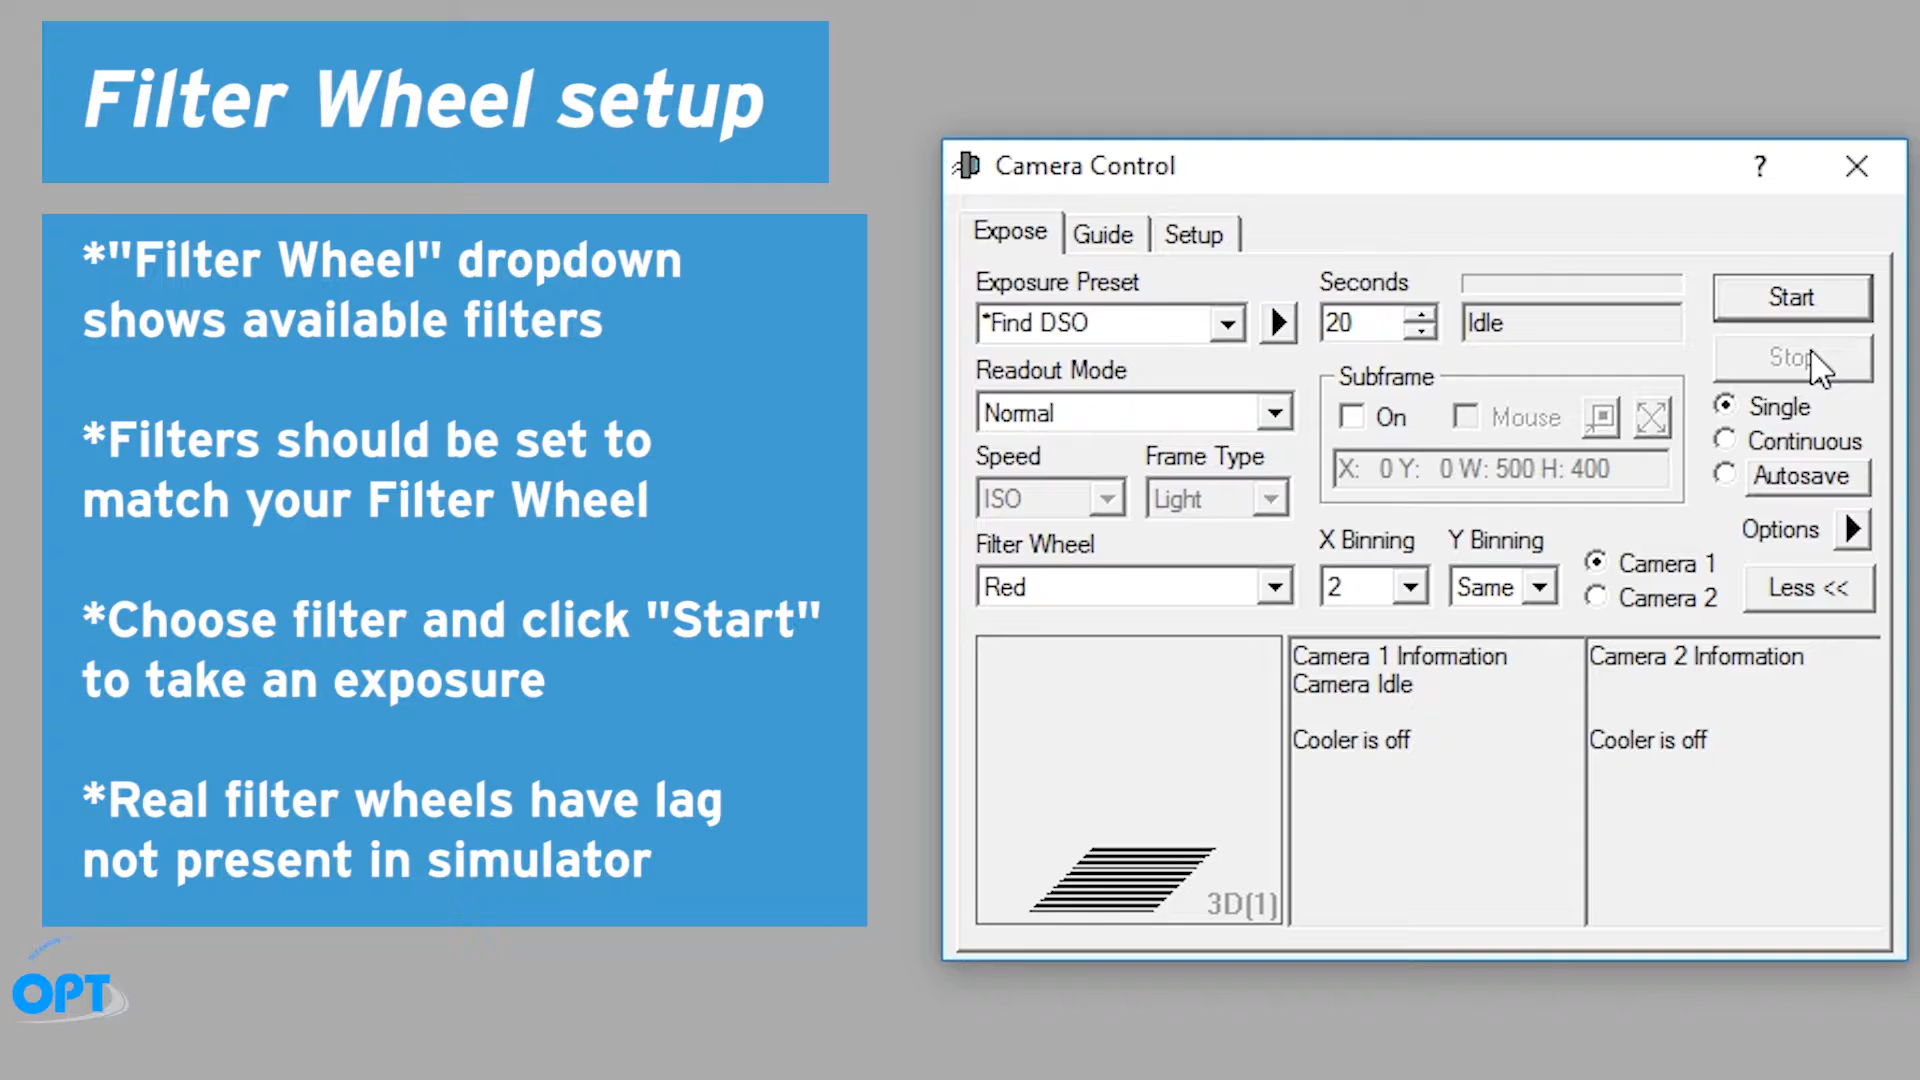 Filter Wheel setup
*"Filter Wheel" dropdown
shows available filters
*Filters should be set to
match your Filter Wheel
*Choose filter and click "Start"
to take an exposure
*Real filter wheels have lag
not present in simulator
OPT
Camera Control
?
Expose Guide Setup
Exposure Preset
*Find DSO
Seconds
20
Idle
Start
Stop
Readout Mode
Normal
Subframe
On Mouse
X: 0 Y: 0 W: 500 H: 400
Single
Continuous
Autosave
Speed
ISO
Frame Type
Light
Options
Filter Wheel
Red
X Binning
2
Y Binning
Same
Camera 1
Camera 2
Less <<
3D(1)
Camera 1 Information
Camera Idle
Cooler is off
Camera 2 Information
Cooler is off